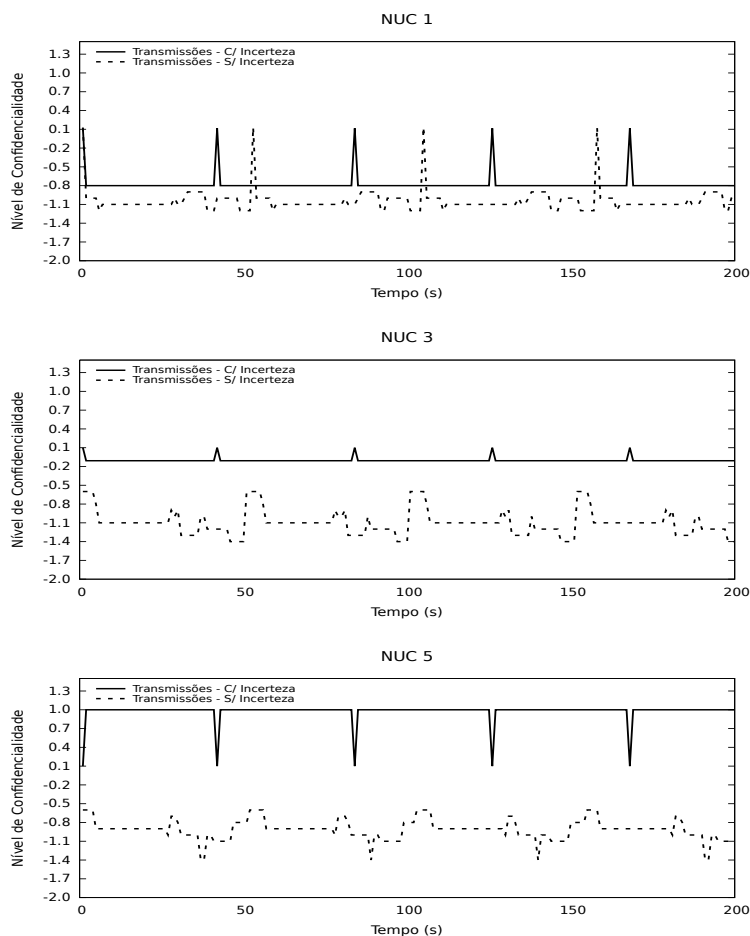 NUC 1
Transmissões - C/ Incerteza
Transmissões - S/ Incerteza
Nível de Confidencialidade
1.3
1.0
0.7
0.4
0.1
-0.2
-0.5
-0.8
-1.1
-1.4
-1.7
-2.0
0 50 100 150 200
Tempo (s)
NUC 3
Transmissões - C/ Incerteza
Transmissões - S/ Incerteza
Nível de Confidencialidade
1.3
1.0
0.7
0.4
0.1
-0.2
-0.5
-0.8
-1.1
-1.4
-1.7
-2.0
0 50 100 150 200
Tempo (s)
NUC 5
Transmissões - C/ Incerteza
Transmissões - S/ Incerteza
Nível de Confidencialidade
1.3
1.0
0.7
0.4
0.1
-0.2
-0.5
-0.8
-1.1
-1.4
-1.7
-2.0
0 50 100 150 200
Tempo (s)